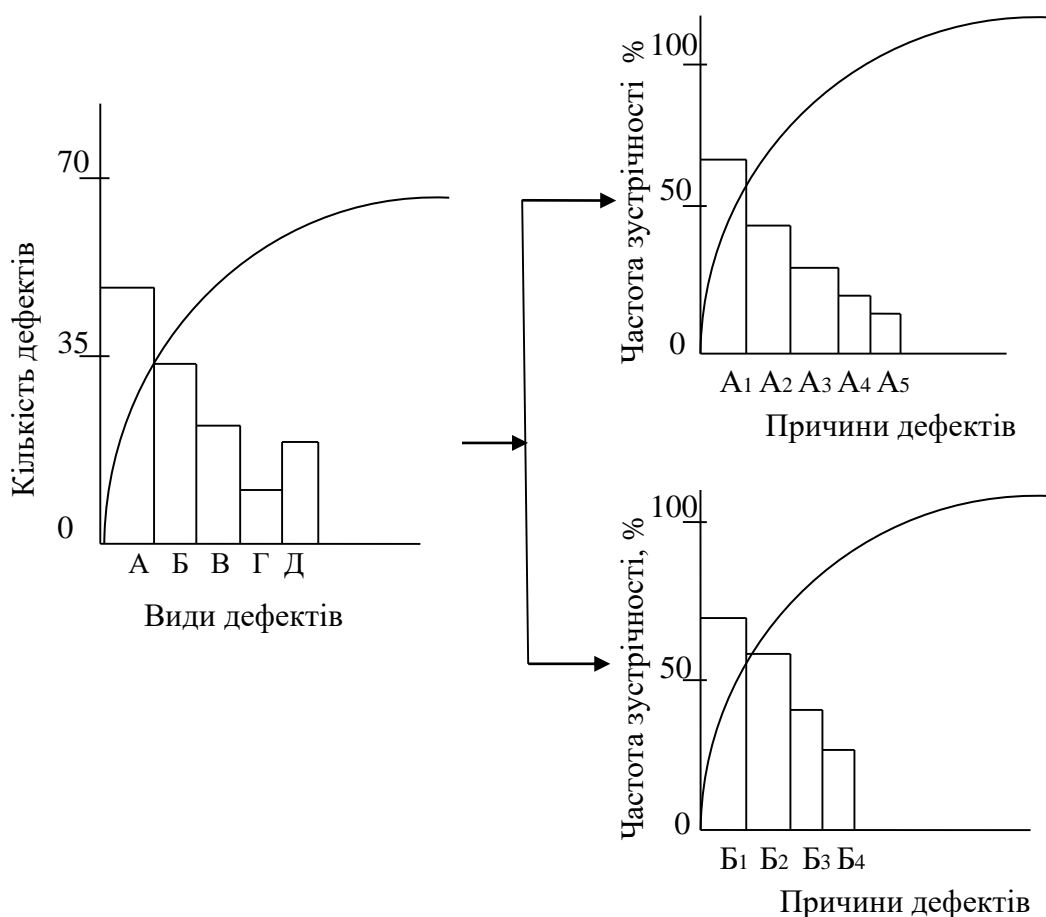 Кількість дефектів
70
35
0
А Б В Г Д
Види дефектів
Частота зустрічності %
100
50
0
А1 А2 А3 А4 А5
Причини дефектів
Частота зустрічності, %
100
50
0
Б1 Б2 Б3 Б4
Причини дефектів